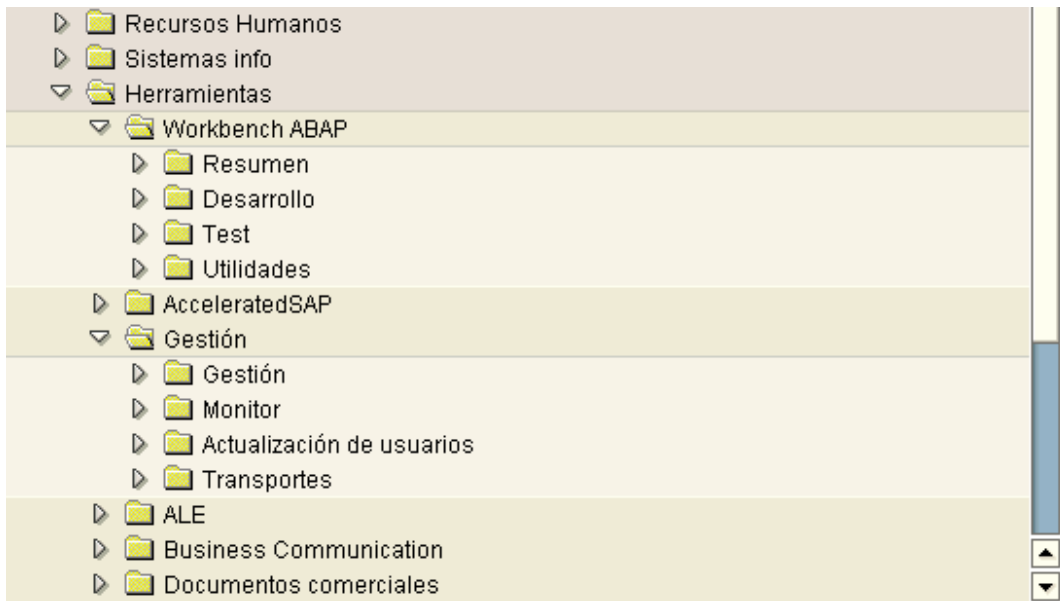 Recursos Humanos
Sistemas info
Herramientas
Workbench ABAP
Resumen
Desarrollo
Test
Utilidades
AcceleratedSAP
Gestión
Gestión
Monitor
Actualización de usuarios
Transportes
ALE
Business Communication
Documentos comerciales